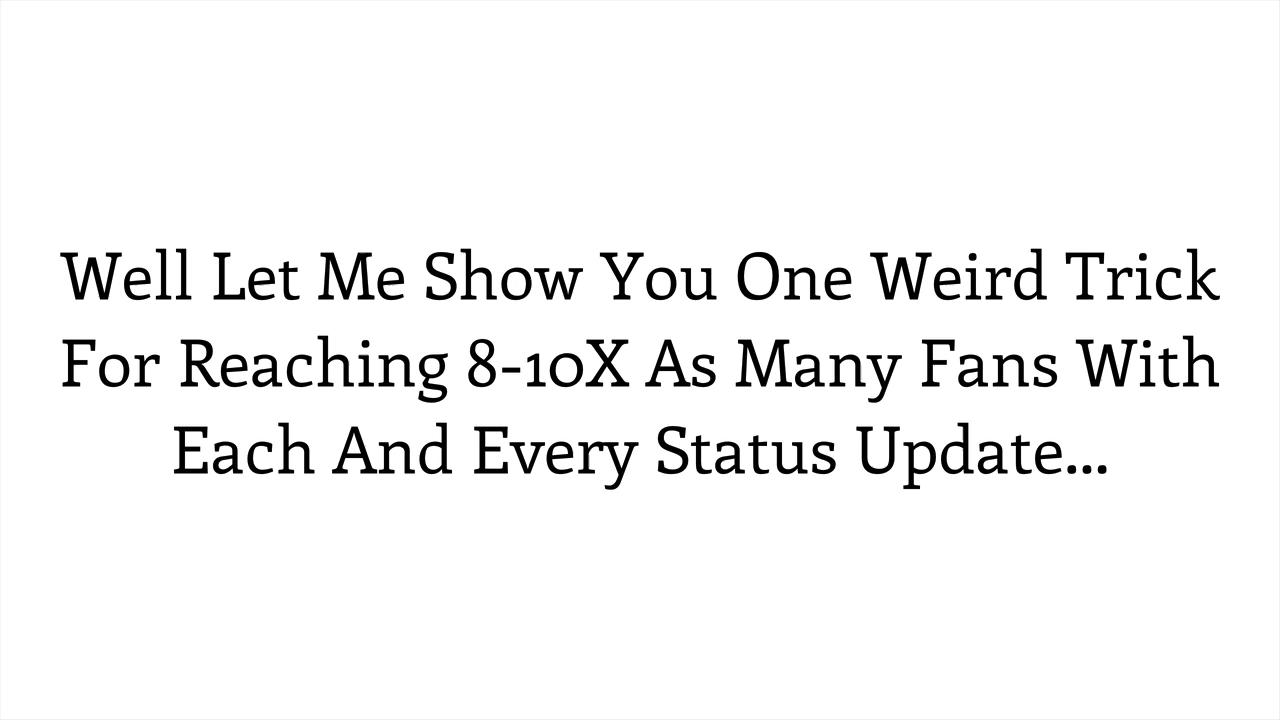 Well Let Me Show You One Weird Trick
For Reaching 8-10X As Many Fans With
Each And Every Status Update...